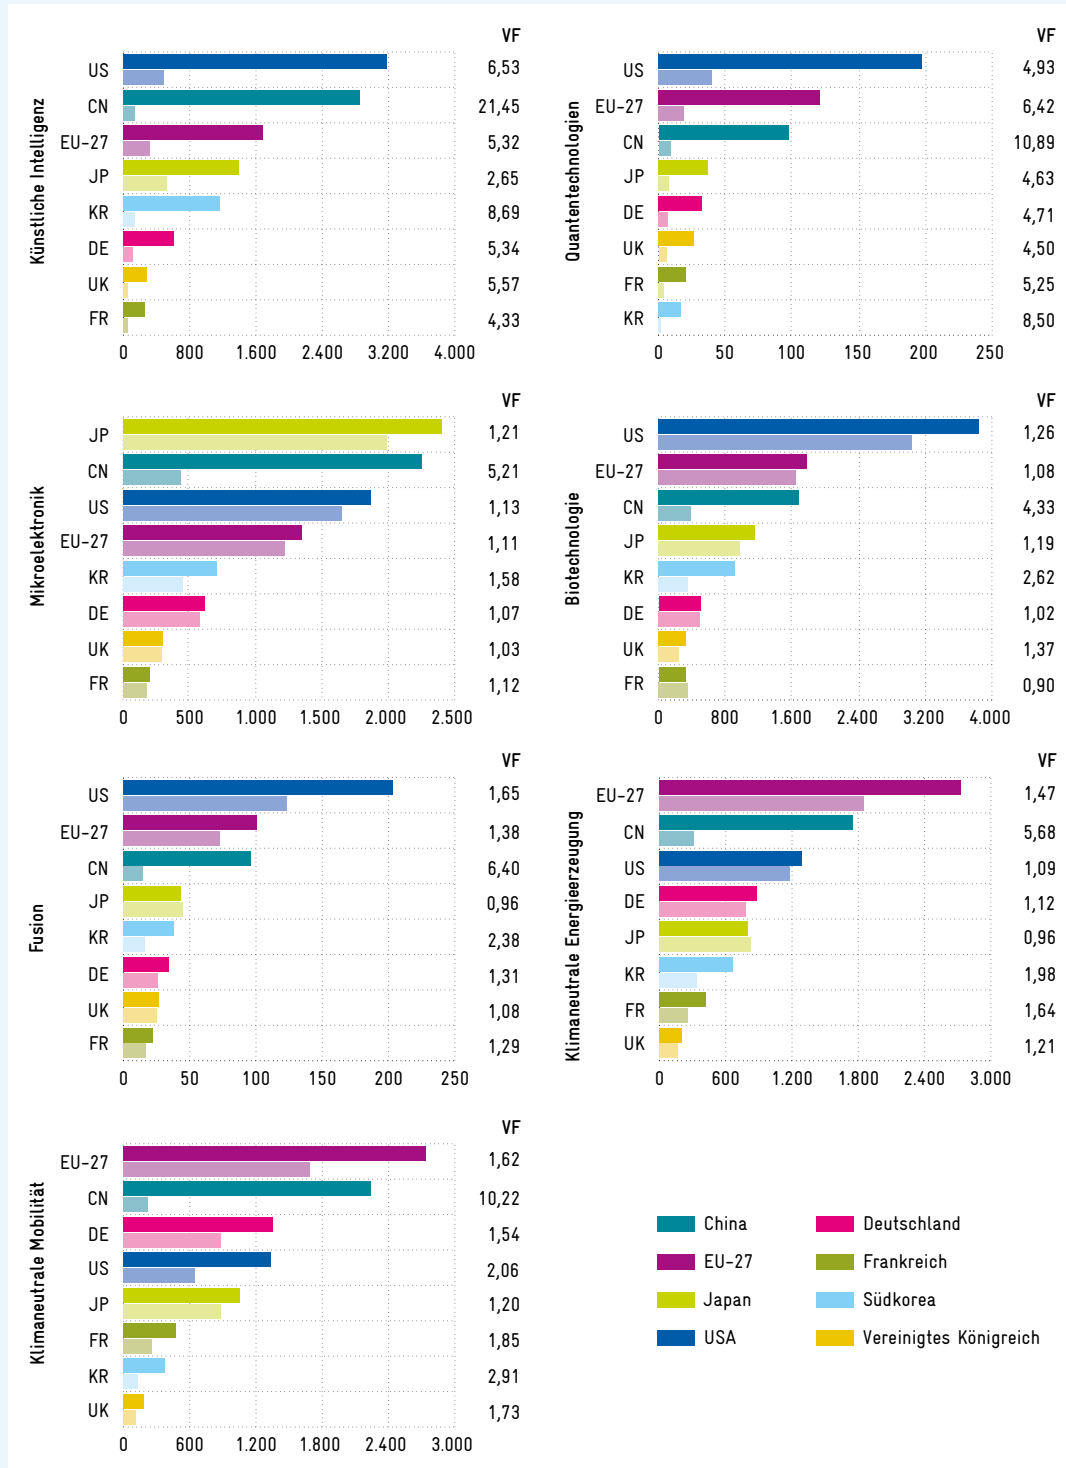 Künstliche Intelligenz
VF
US 6,53
CN 21,45
EU-27 5,32
JP 2,65
KR 8,69
DE 5,34
UK 5,57
FR 4,33
0 800 1.600 2.400 3.200 4.000
Quantentechnologien
VF
US 4,93
EU-27 6,42
CN 10,89
JP 4,63
DE 4,71
UK 4,50
FR 5,25
KR 8,50
0 50 100 150 200 250
Mikroelektronik
VF
JP 1,21
CN 5,21
US 1,13
EU-27 1,11
KR 1,58
DE 1,07
UK 1,03
FR 1,12
0 500 1.000 1.500 2.000 2.500
Biotechnologie
VF
US 1,26
EU-27 1,08
CN 4,33
JP 1,19
KR 2,62
DE 1,02
UK 1,37
FR 0,90
0 800 1.600 2.400 3.200 4.000
Fusion
VF
US 1,65
EU-27 1,38
CN 6,40
JP 0,96
KR 2,38
DE 1,31
UK 1,08
FR 1,29
0 50 100 150 200 250
Klimaneutrale Energieerzeugung
VF
EU-27 1,47
CN 5,68
US 1,09
DE 1,12
JP 0,96
KR 1,98
FR 1,64
UK 1,21
0 600 1.200 1.800 2.400 3.000
Klimaneutrale Mobilität
VF
EU-27 1,62
CN 10,22
DE 1,54
US 2,06
JP 1,20
FR 1,85
KR 2,91
UK 1,73
0 600 1.200 1.800 2.400 3.000
China
EU-27
Japan
USA
Deutschland
Frankreich
Südkorea
Vereinigtes Königreich